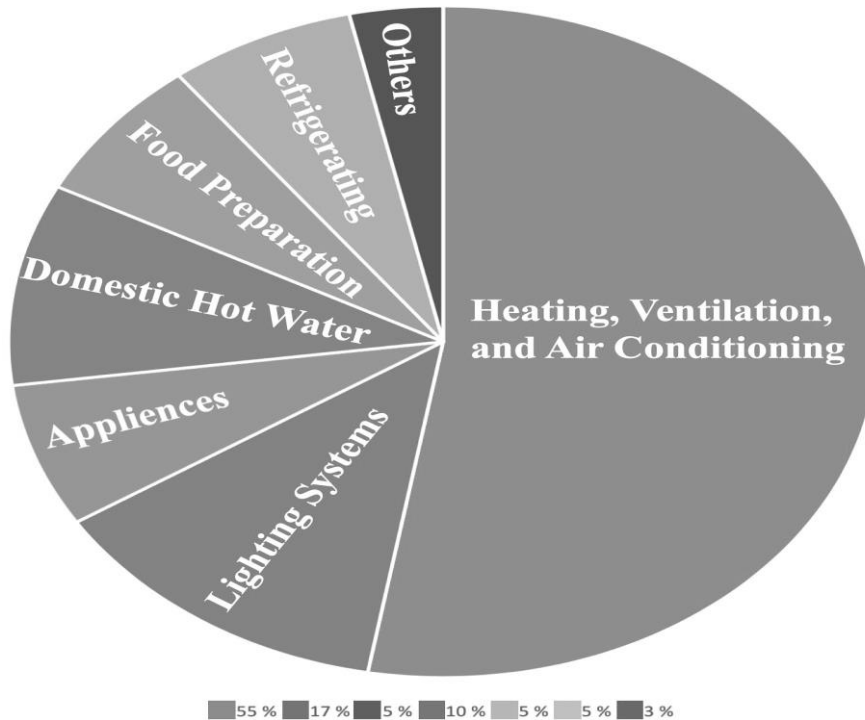 Others
Refrigerating
Food Preparation
Domestic Hot Water
Heating, Ventilation,
and Air Conditioning
Appliences
Lighting Systems
55 % 17 % 5 % 10 % 5 % 5 % 3 %